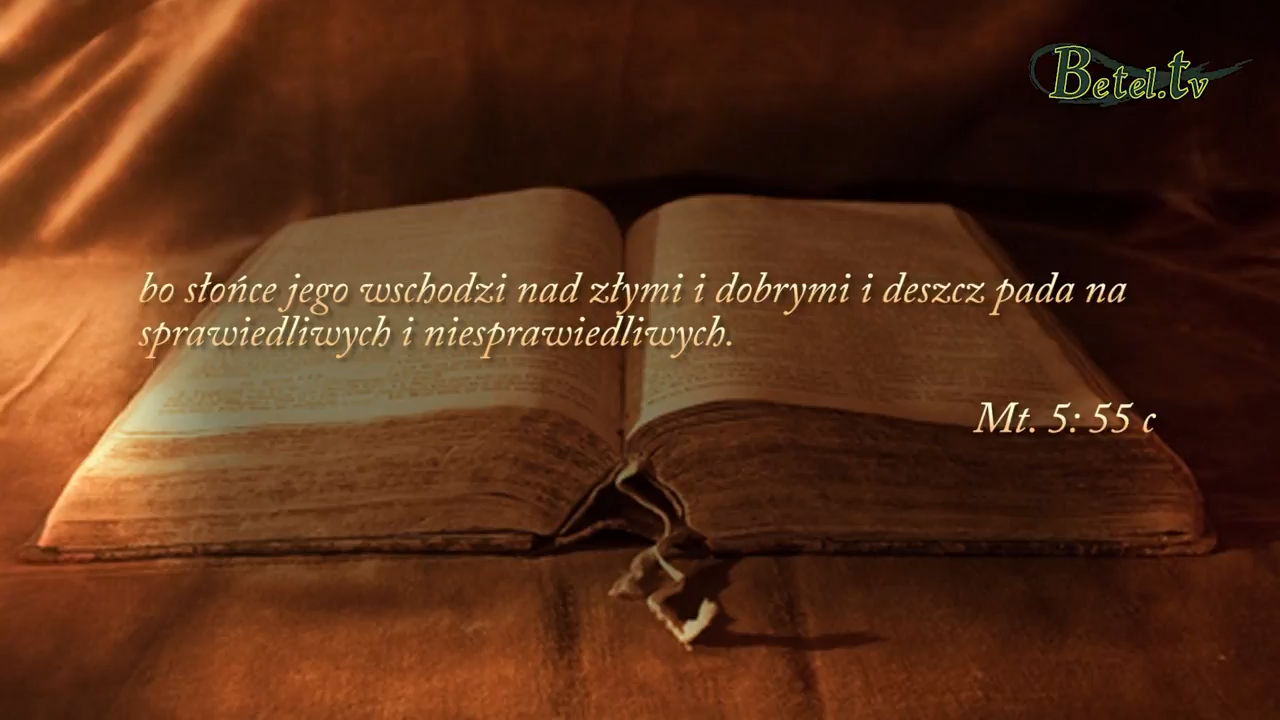 Betel.tv
bo słońce jego wschodzi nad złymi i dobrymi i deszcz pada na
sprawiedliwych i niesprawiedliwych.
Mt. 5: 55 c